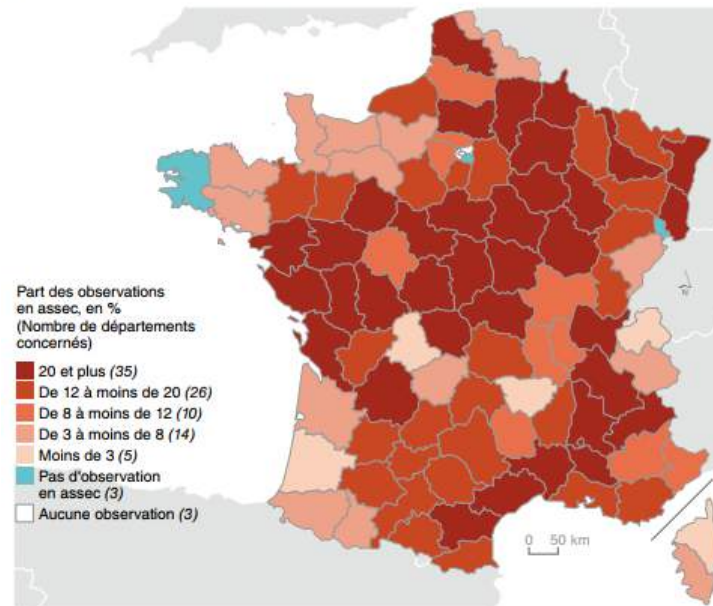 Part des observations
en assec, en %
(Nombre de départements
concernés)
20 et plus (35)
De 12 à moins de 20 (26)
De 8 à moins de 12 (10)
De 3 à moins de 8 (14)
Moins de 3 (5)
Pas d'observation
en assec (3)
Aucune observation (3)
0 50 km
N